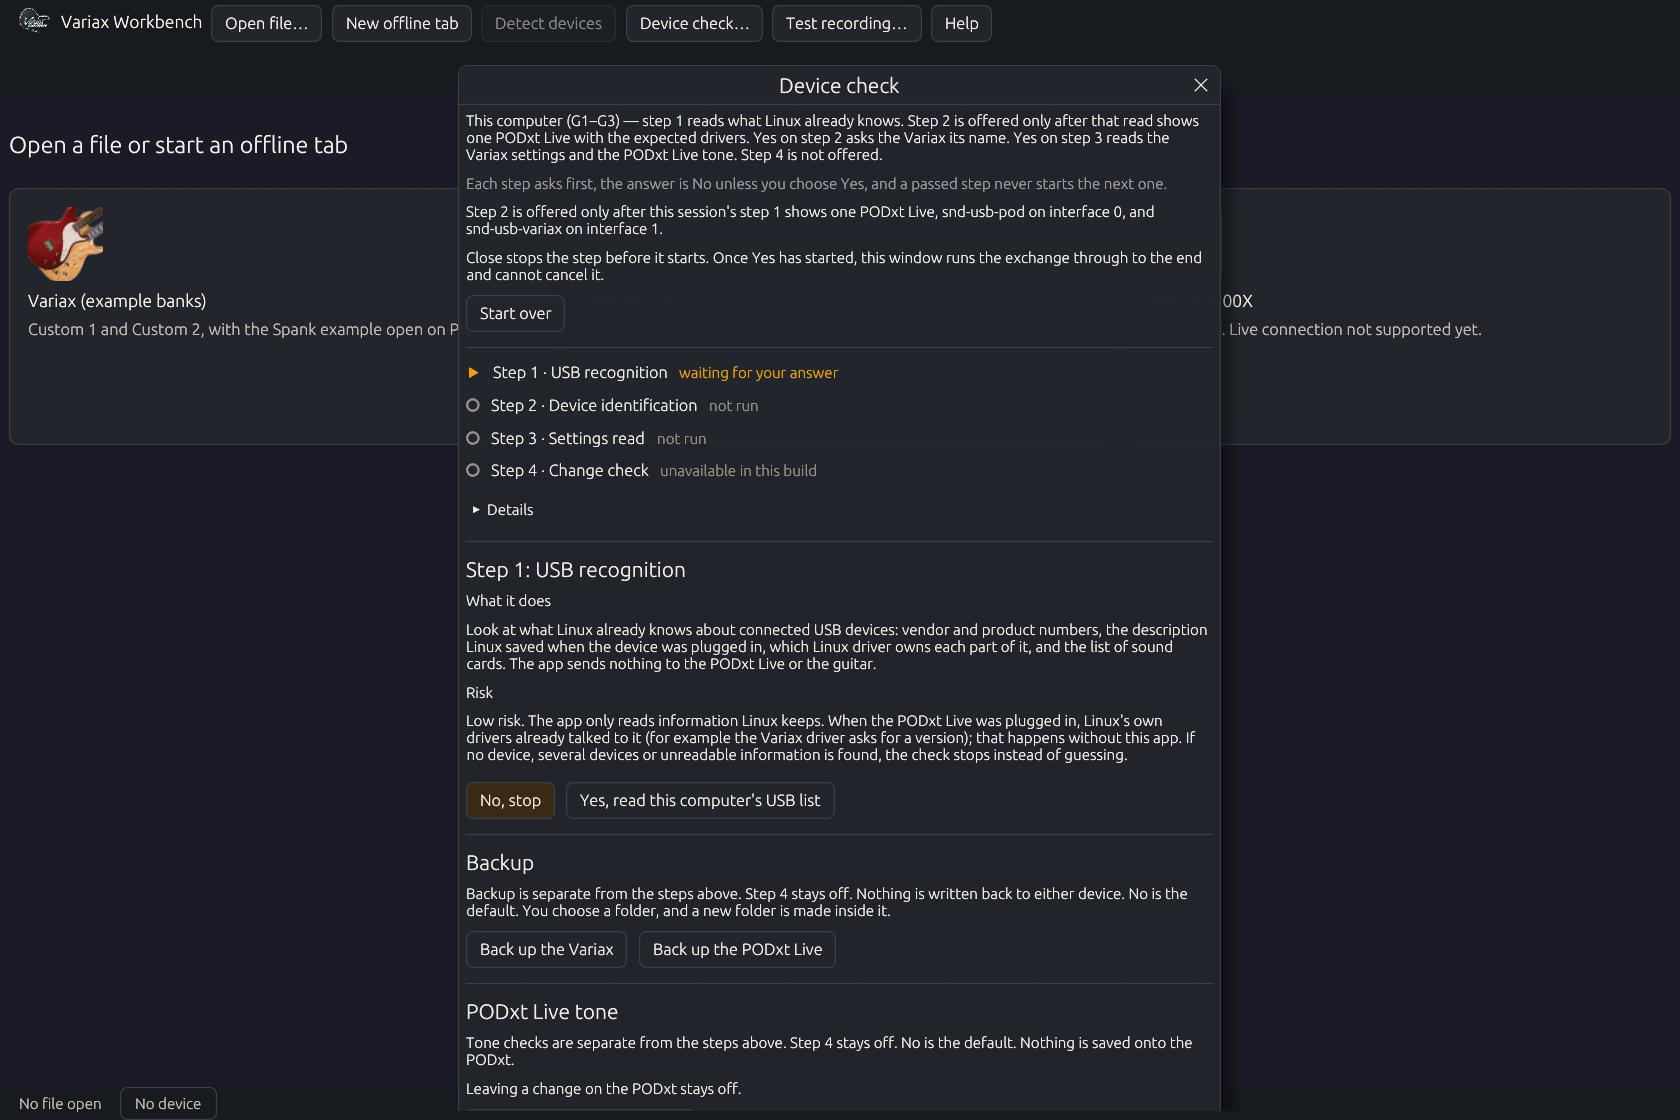 Variax Workbench
Open file…
New offline tab
Detect devices
Device check…
Test recording…
Help
Open a file or start an offline tab
Variax (example banks)
Custom 1 and Custom 2, with the Spank example open on P
00X
. Live connection not supported yet.
Device check
This computer (G1–G3) — step 1 reads what Linux already knows. Step 2 is offered only after that read shows
one PODxt Live with the expected drivers. Yes on step 2 asks the Variax its name. Yes on step 3 reads the
Variax settings and the PODxt Live tone. Step 4 is not offered.
Each step asks first, the answer is No unless you choose Yes, and a passed step never starts the next one.
Step 2 is offered only after this session's step 1 shows one PODxt Live, snd-usb-pod on interface 0, and
snd-usb-variax on interface 1.
Close stops the step before it starts. Once Yes has started, this window runs the exchange through to the end
and cannot cancel it.
Start over
Step 1 · USB recognition waiting for your answer
Step 2 · Device identification not run
Step 3 · Settings read not run
Step 4 · Change check unavailable in this build
Details
Step 1: USB recognition
What it does
Look at what Linux already knows about connected USB devices: vendor and product numbers, the description
Linux saved when the device was plugged in, which Linux driver owns each part of it, and the list of sound
cards. The app sends nothing to the PODxt Live or the guitar.
Risk
Low risk. The app only reads information Linux keeps. When the PODxt Live was plugged in, Linux's own
drivers already talked to it (for example the Variax driver asks for a version); that happens without this app. If
no device, several devices or unreadable information is found, the check stops instead of guessing.
No, stop
Yes, read this computer's USB list
Backup
Backup is separate from the steps above. Step 4 stays off. Nothing is written back to either device. No is the
default. You choose a folder, and a new folder is made inside it.
Back up the Variax
Back up the PODxt Live
PODxt Live tone
Tone checks are separate from the steps above. Step 4 stays off. No is the default. Nothing is saved onto the
PODxt.
Leaving a change on the PODxt stays off.
No file open
No device